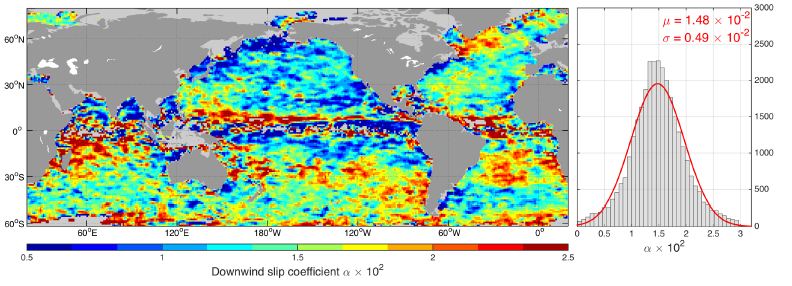 60°N
30°N
0°
30°S
60°S
60°E
120°E
180°W
120°W
60°W
0°
0.5
1
1.5
2
2.5
Downwind slip coefficient α × 10²
μ = 1.48 × 10⁻²
σ = 0.49 × 10⁻²
3000
2500
2000
1500
1000
500
0
0
0.5
1
1.5
2
2.5
3
α × 10²